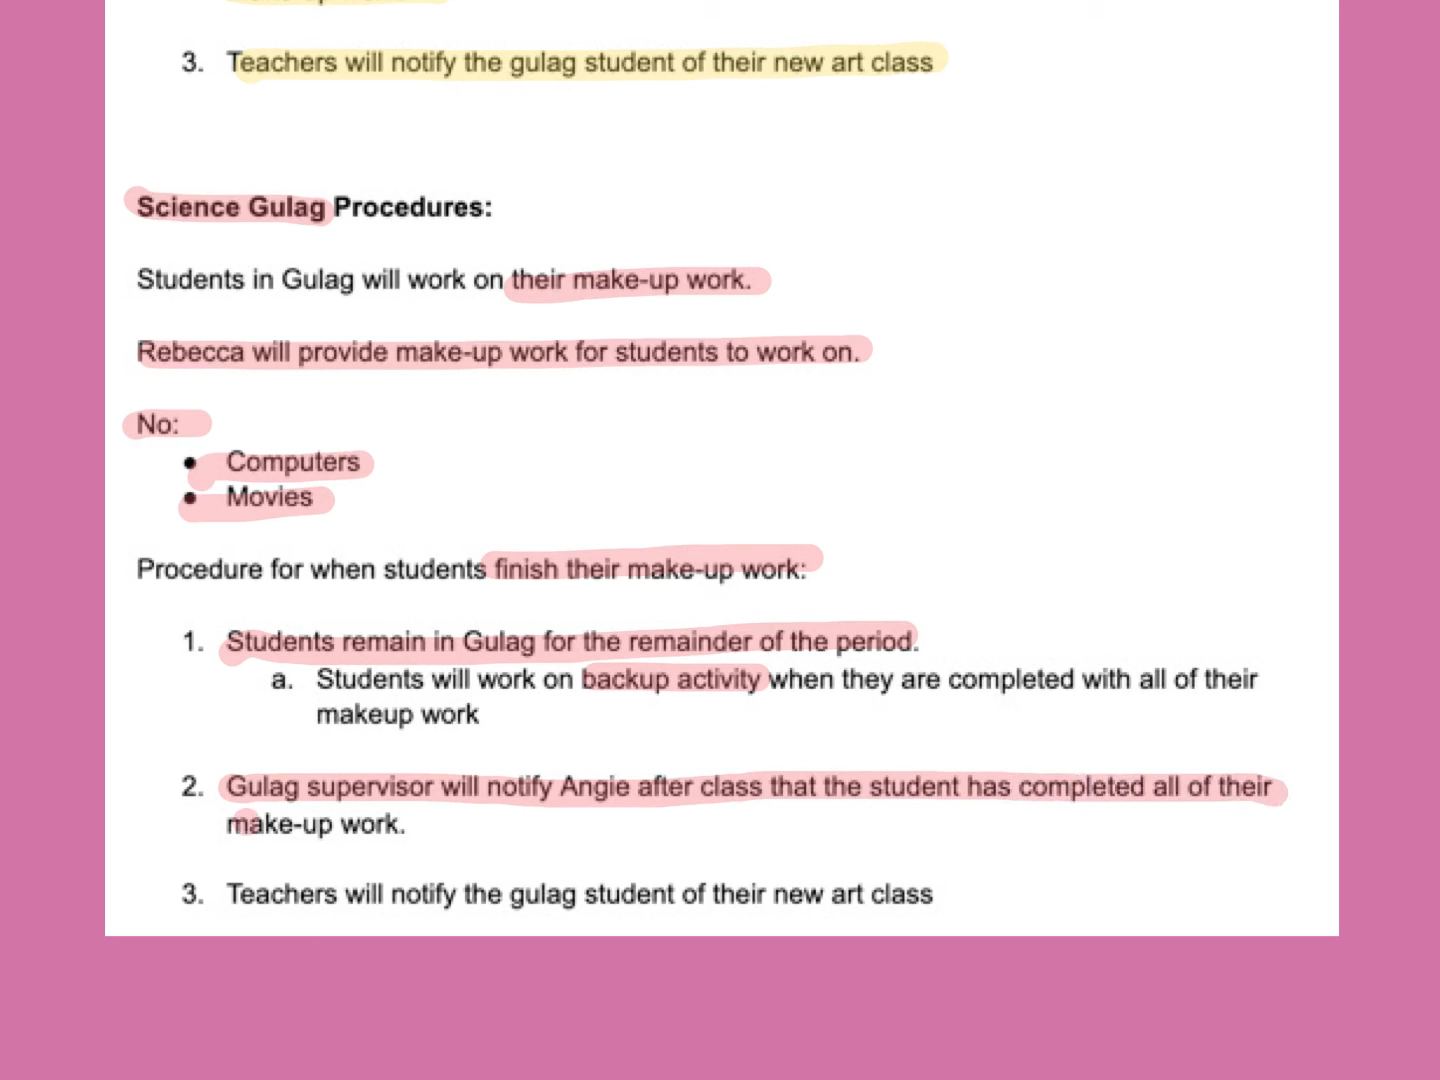 3. Teachers will notify the gulag student of their new art class
Science Gulag Procedures:
Students in Gulag will work on their make-up work.
Rebecca will provide make-up work for students to work on.
No:
● Computers
● Movies
Procedure for when students finish their make-up work:
1. Students remain in Gulag for the remainder of the period.
a. Students will work on backup activity when they are completed with all of their
makeup work
2. Gulag supervisor will notify Angie after class that the student has completed all of their
make-up work.
3. Teachers will notify the gulag student of their new art class